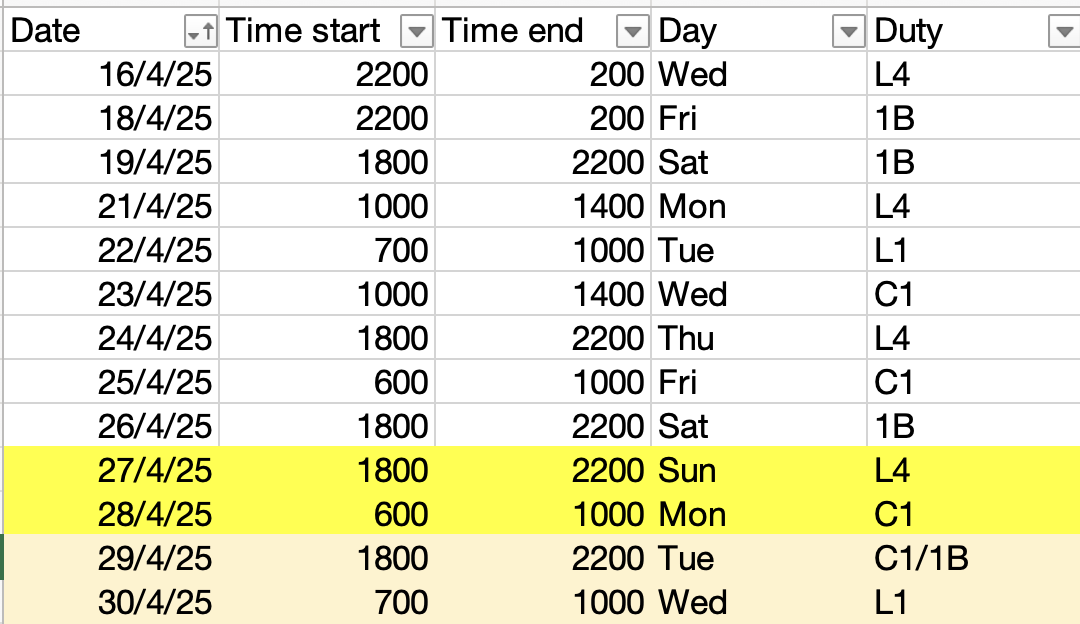 Date Time start Time end Day Duty
16/4/25 2200 200 Wed L4
18/4/25 2200 200 Fri 1B
19/4/25 1800 2200 Sat 1B
21/4/25 1000 1400 Mon L4
22/4/25 700 1000 Tue L1
23/4/25 1000 1400 Wed C1
24/4/25 1800 2200 Thu L4
25/4/25 600 1000 Fri C1
26/4/25 1800 2200 Sat 1B
27/4/25 1800 2200 Sun L4
28/4/25 600 1000 Mon C1
29/4/25 1800 2200 Tue C1/1B
30/4/25 700 1000 Wed L1